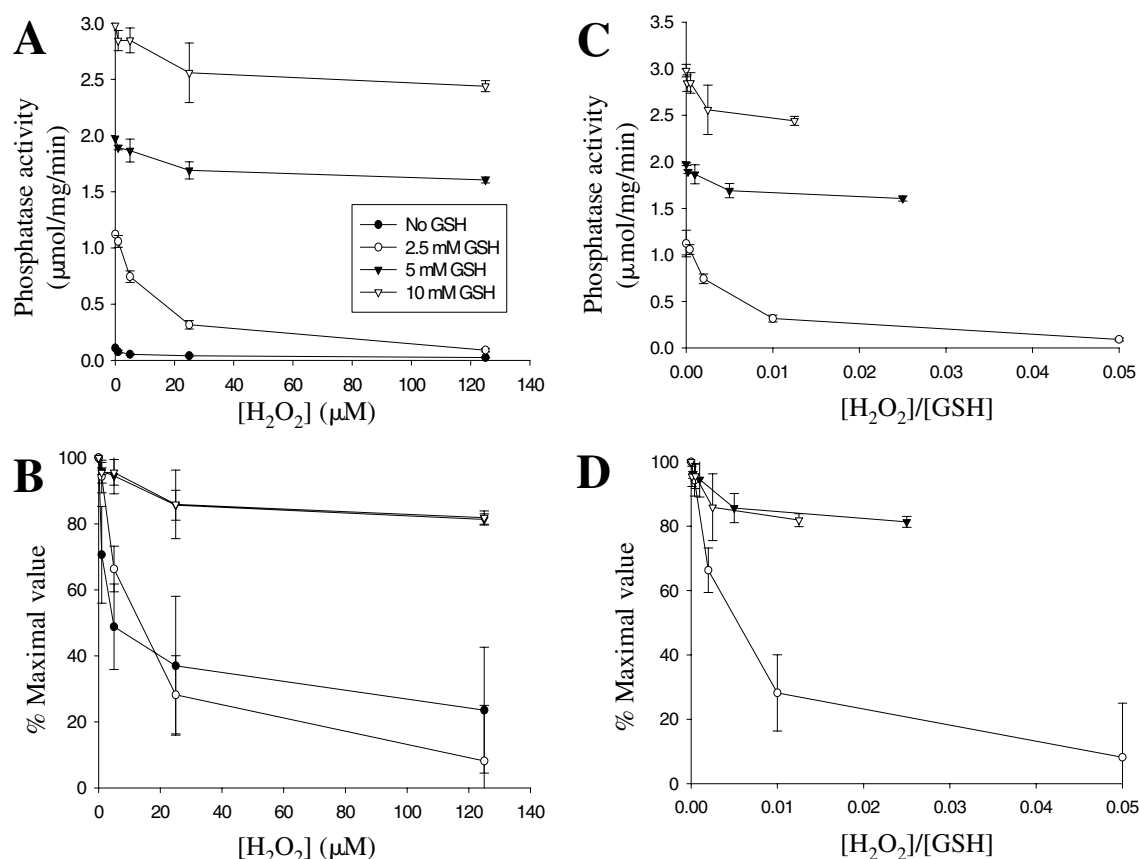 A
Phosphatase activity
(μmol/mg/min)
3.0
2.5
2.0
1.5
1.0
0.5
0.0
No GSH
2.5 mM GSH
5 mM GSH
10 mM GSH
0 20 40 60 80 100 120 140
[H₂O₂] (μM)
C
Phosphatase activity
(μmol/mg/min)
3.5
3.0
2.5
2.0
1.5
1.0
0.5
0.0
0.00 0.01 0.02 0.03 0.04 0.05
[H₂O₂]/[GSH]
B
% Maximal value
100
80
60
40
20
0
0 20 40 60 80 100 120 140
[H₂O₂] (μM)
D
% Maximal value
100
80
60
40
20
0
0.00 0.01 0.02 0.03 0.04 0.05
[H₂O₂]/[GSH]